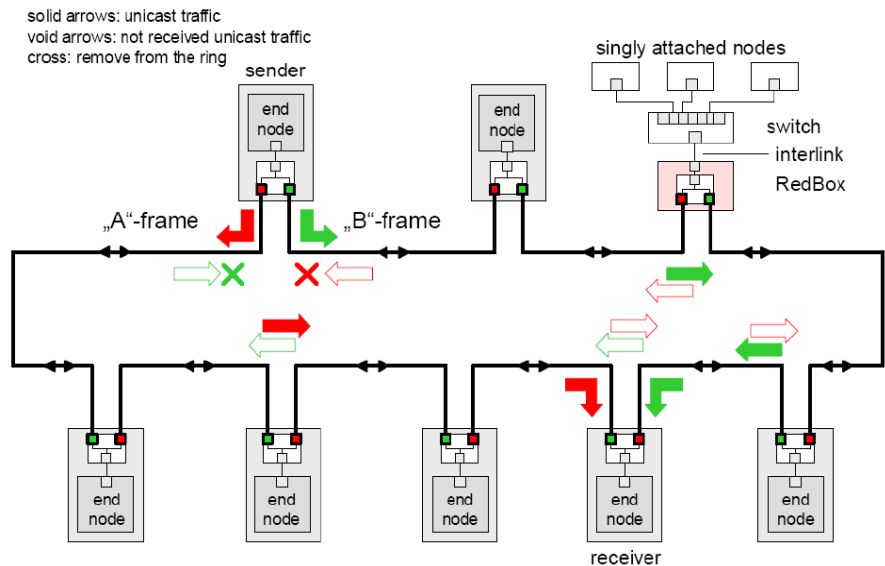 solid arrows: unicast traffic
void arrows: not received unicast traffic
cross: remove from the ring
sender
singly attached nodes
end
node
end
node
switch
interlink
RedBox
„A“-frame
„B“-frame
end
node
end
node
end
node
end
node
end
node
receiver